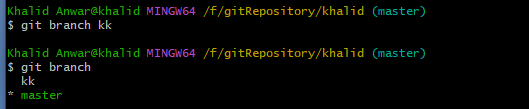 Khalid Anwar@khalid MINGW64 /f/gitRepository/khalid (master)
$ git branch kk
Khalid Anwar@khalid MINGW64 /f/gitRepository/khalid (master)
$ git branch
kk
* master